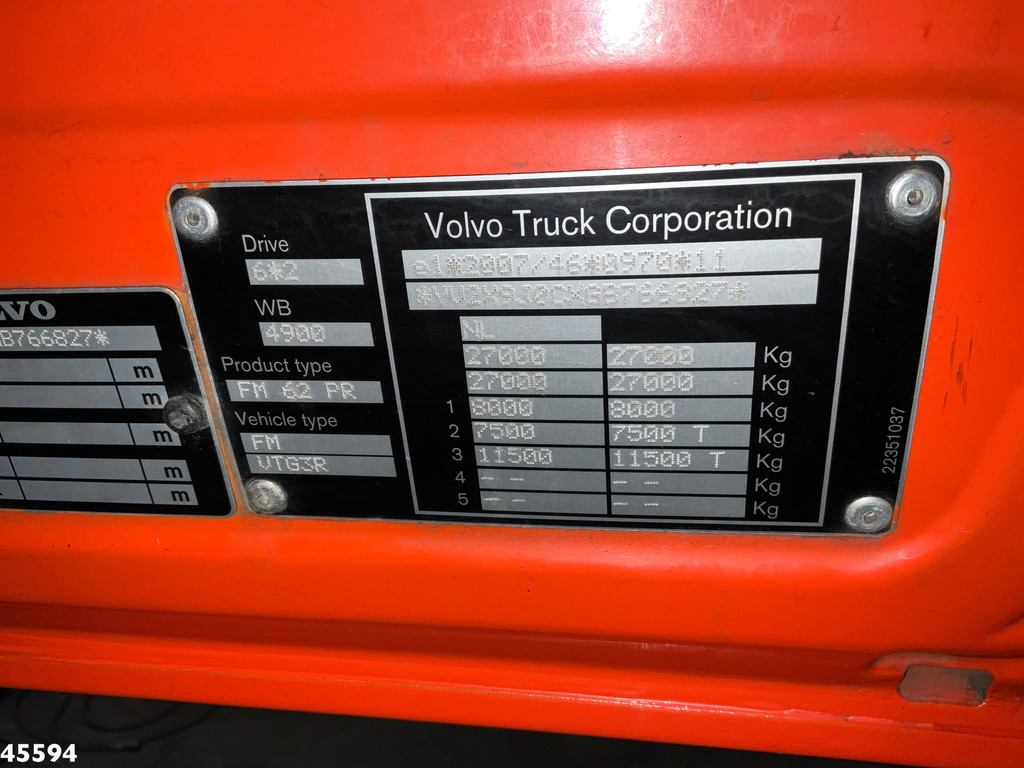 LVO
B766827*
m
m
m
m
m
Drive
6*2
WB
4900
Product type
FM 62 PR
Vehicle type
FM
VTG3R
Volvo Truck Corporation
e1*2007/46*0970*11
NL
27000 27000 Kg
27000 27000 Kg
1 8000 8000 Kg
2 7500 7500 T Kg
3 11500 11500 T Kg
4 -- -- -- -- Kg
5 -- -- -- -- Kg
22351037
45594